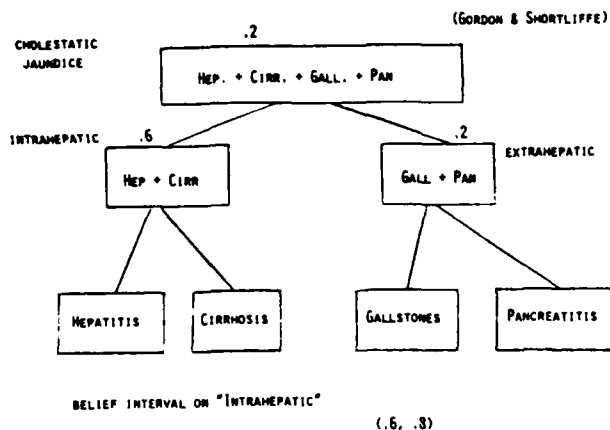 (GORDON & SHORTLIFFE)
CHOLESTATIC
JAUNDICE
.2
HEP. + CIRR. + GALL. + PAN
INTRAHEPATIC
.6
.2
EXTRAHEPATIC
HEP + CIRR
GALL + PAN
HEPATITIS
CIRRHOSIS
GALLSTONES
PANCREATITIS
BELIEF INTERVAL ON "INTRAHEPATIC"
(.6, .8)